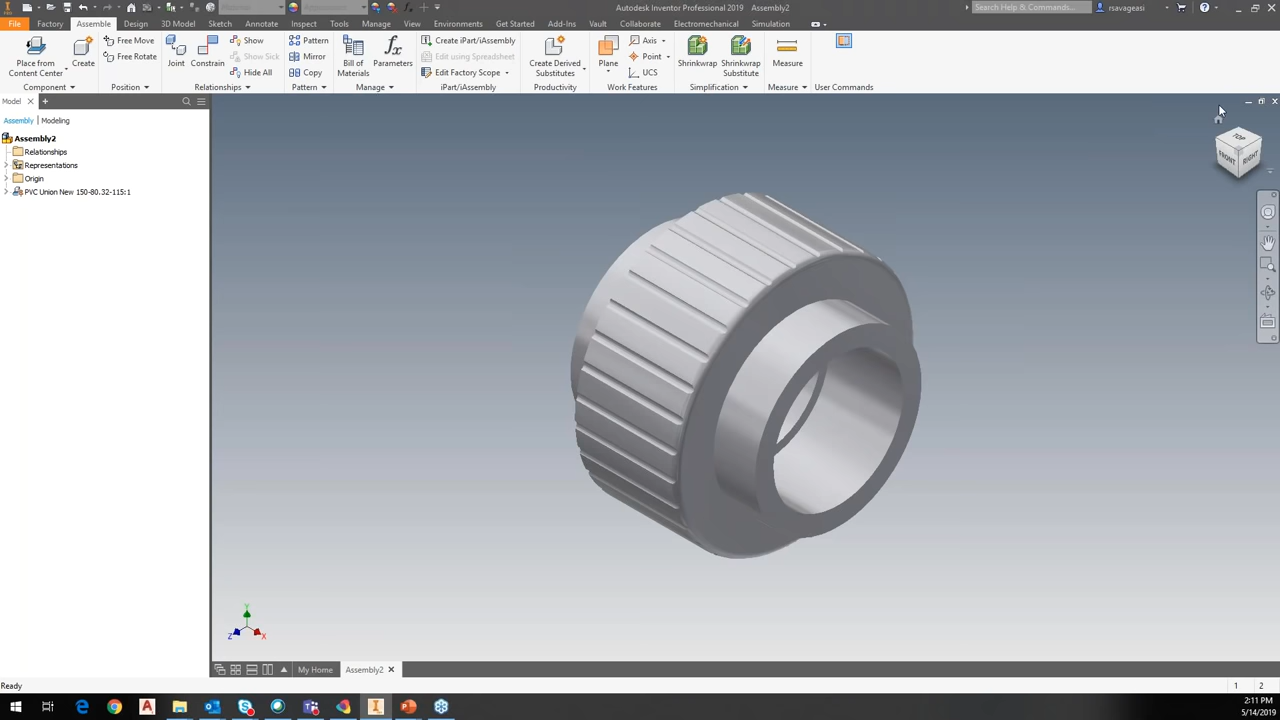 Autodesk Inventor Professional 2019 Assembly2
Search Help & Commands...
rsavageasi
File Factory Assemble Design 3D Model Sketch Annotate Inspect Tools Manage View Environments Get Started Add-Ins Vault Collaborate Electromechanical Simulation
Place from Content Center
Create
Free Move
Free Rotate
Joint
Constrain
Show
Show Sick
Hide All
Pattern
Mirror
Copy
Bill of Materials
Parameters
Create iPart/iAssembly
Edit using Spreadsheet
Edit Factory Scope
Create Derived Substitutes
Plane
Axis
Point
UCS
Shrinkwrap
Shrinkwrap Substitute
Measure
Component Position Relationships Pattern Manage iPart/iAssembly Productivity Work Features Simplification Measure User Commands
Model
Assembly Modeling
Assembly2
Relationships
Representations
Origin
PVC Union New 150-80.32-115:1
TOP
FRONT
RIGHT
Y
Z
X
My Home
Assembly2
Ready
1 2
2:11 PM
5/14/2019